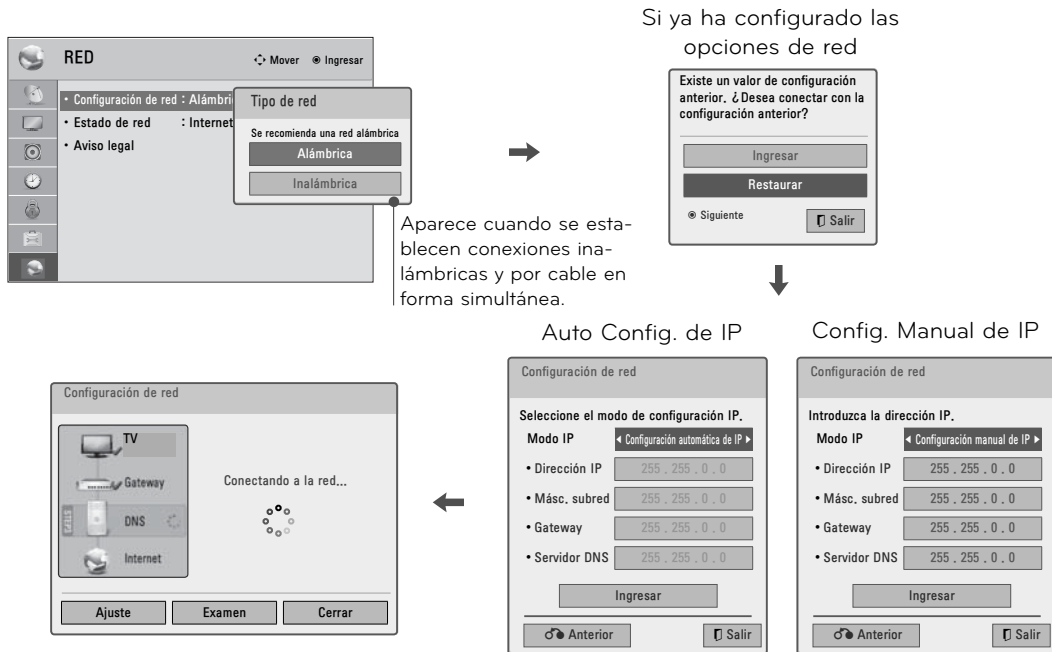 Si ya ha configurado las
opciones de red
RED
Mover
Ingresar
• Configuración de red : Alámbri
• Estado de red : Internet
• Aviso legal
Tipo de red
Se recomienda una red alámbrica
Alámbrica
Inalámbrica
Aparece cuando se esta-
blecen conexiones ina-
lámbricas y por cable en
forma simultánea.
Existe un valor de configuración
anterior. ¿Desea conectar con la
configuración anterior?
Ingresar
Restaurar
Siguiente
Salir
Auto Config. de IP
Configuración de red
Seleccione el modo de configuración IP.
Modo IP ◀ Configuración automática de IP ▶
• Dirección IP 255 . 255 . 0 . 0
• Másc. subred 255 . 255 . 0 . 0
• Gateway 255 . 255 . 0 . 0
• Servidor DNS 255 . 255 . 0 . 0
Ingresar
Anterior
Salir
Config. Manual de IP
Configuración de red
Introduzca la dirección IP.
Modo IP ◀ Configuración manual de IP ▶
• Dirección IP 255 . 255 . 0 . 0
• Másc. subred 255 . 255 . 0 . 0
• Gateway 255 . 255 . 0 . 0
• Servidor DNS 255 . 255 . 0 . 0
Ingresar
Anterior
Salir
Configuración de red
TV
Gateway
DNS
Internet
Conectando a la red...
Ajuste
Examen
Cerrar